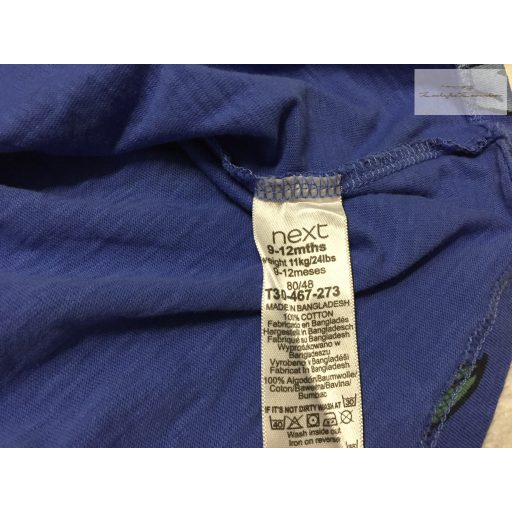 next
9-12mths
Weight 11kg/24lbs
9-12meses
80/48
T30-467-273
MADE IN BANGLADESH
100% COTTON
Fabricado en Bangladés
Hergestellt in Bangladesch
Fabriqué au Bangladesh
Wyprodukowano w
Bangladeszu
Vyrobeno v Bangladéši
Fabricat în Bangladesh
100% Algodón/Baumwolle/
Coton/Bawełna/Bavlna/
Bumbac
IF IT'S NOT DIRTY WASH AT 30
40
Wash inside out
Iron on reverse